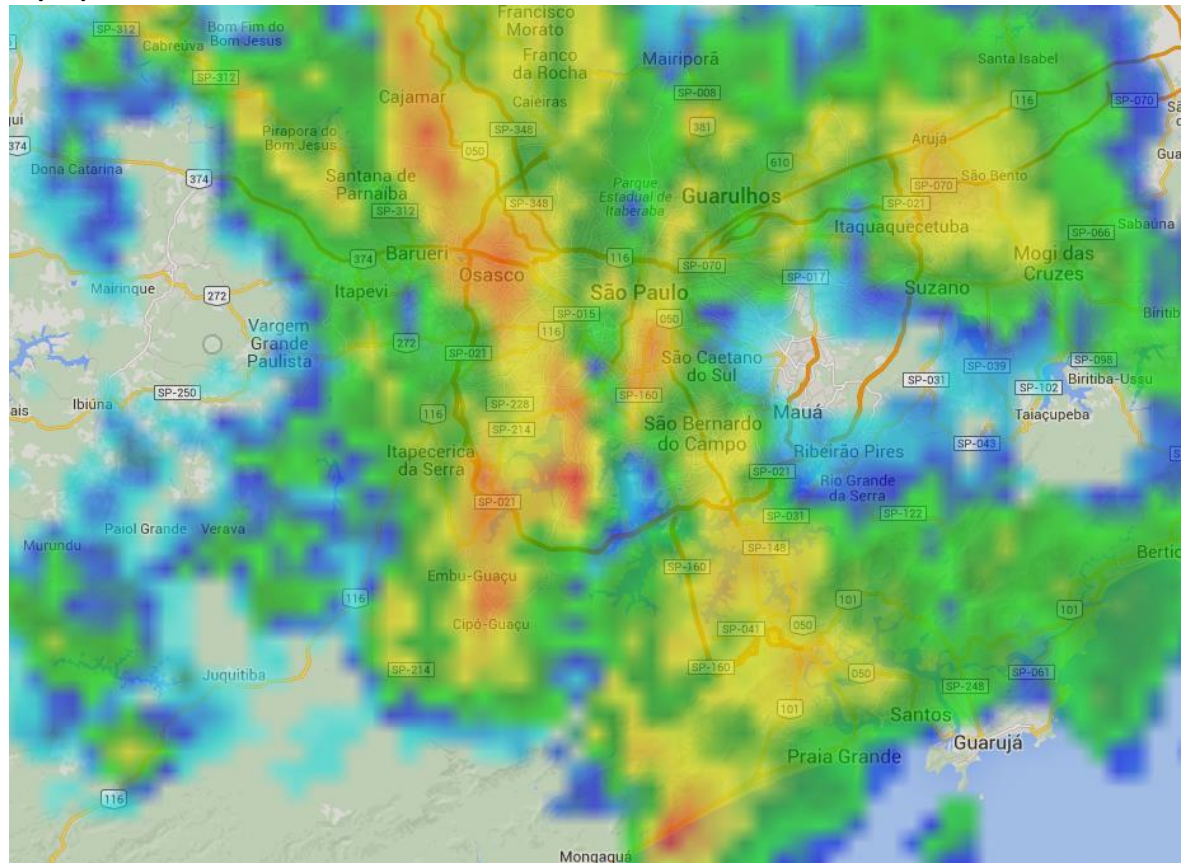 Francisco
Morato
SP-312
Bom Fim do
Bom Jesus
Cabreúva
SP-312
Franco
da Rocha
Mairiporã
Santa Isabel
Cajamar
Caieiras
SP-008
116
SP-070
SP-348
381
Pirapora do
Bom Jesus
050
Arujá
374
Dona Catarina
374
Santana de
Parnaíba
610
São Bento
SP-070
Parque
Estadual de
Itaberaba
Guarulhos
SP-348
SP-312
SP-021
Itaquaquecetuba
SP-066
Sabaúna
Barueri
374
116
SP-070
Mogi das
Cruzes
Osasco
SP-017
Mairinque
272
Itapevi
São Paulo
Suzano
Vargem
Grande
Paulista
SP-015
050
116
272
SP-021
São Caetano
do Sul
SP-039
SP-098
SP-031
Biritiba-Ussu
SP-250
Ibiúna
SP-160
SP-102
Taiaçupeba
116
SP-228
SP-214
Mauá
São Bernardo
do Campo
SP-043
Itapecerica
da Serra
Ribeirão Pires
SP-021
Rio Grande
da Serra
SP-021
SP-031
SP-122
Paiol Grande
Verava
Murundu
SP-148
SP-160
Embu-Guaçu
116
101
101
Cipó-Guaçu
SP-041
050
SP-214
SP-160
050
SP-061
Juquitiba
SP-248
101
Santos
Guarujá
Praia Grande
116
Mongaguá